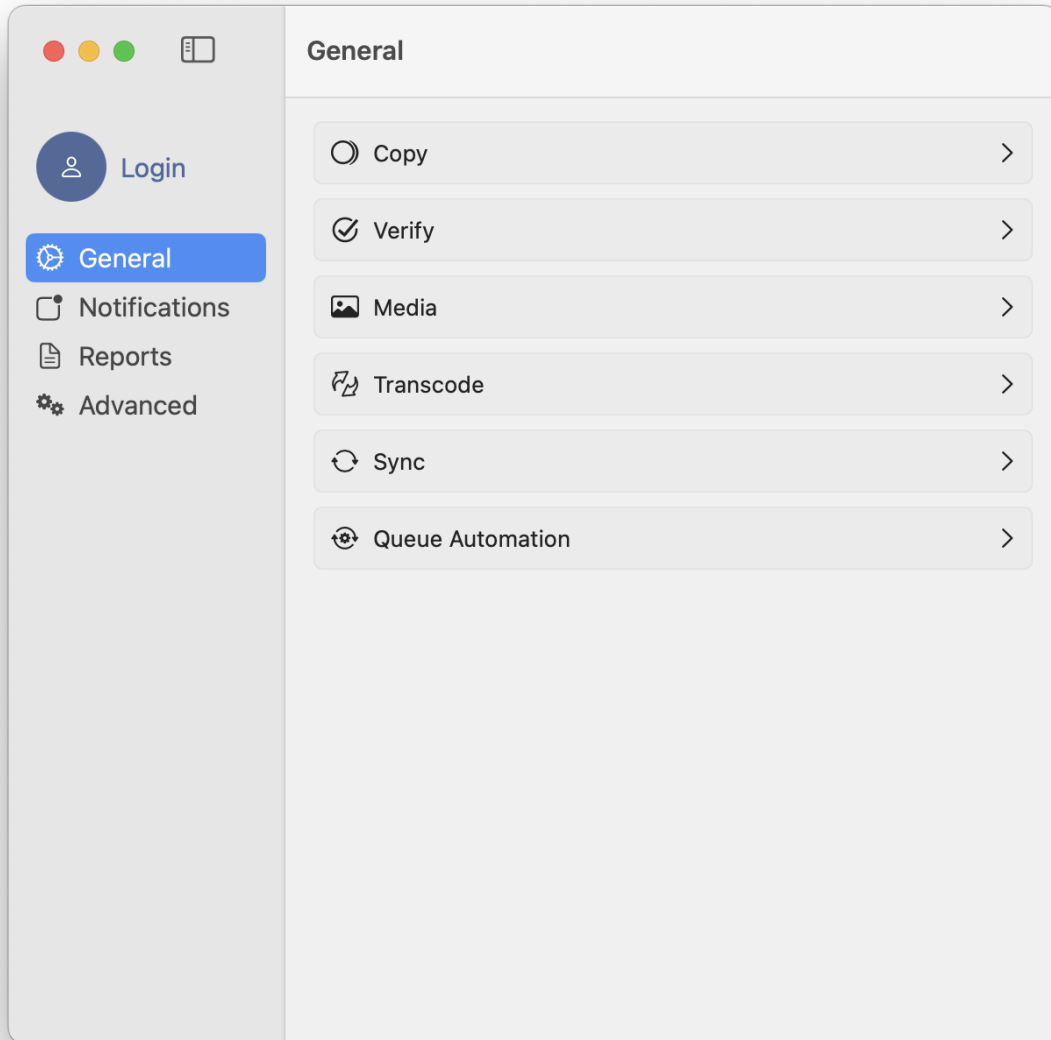 General
Login
General
Notifications
Reports
Advanced
Copy
Verify
Media
Transcode
Sync
Queue Automation